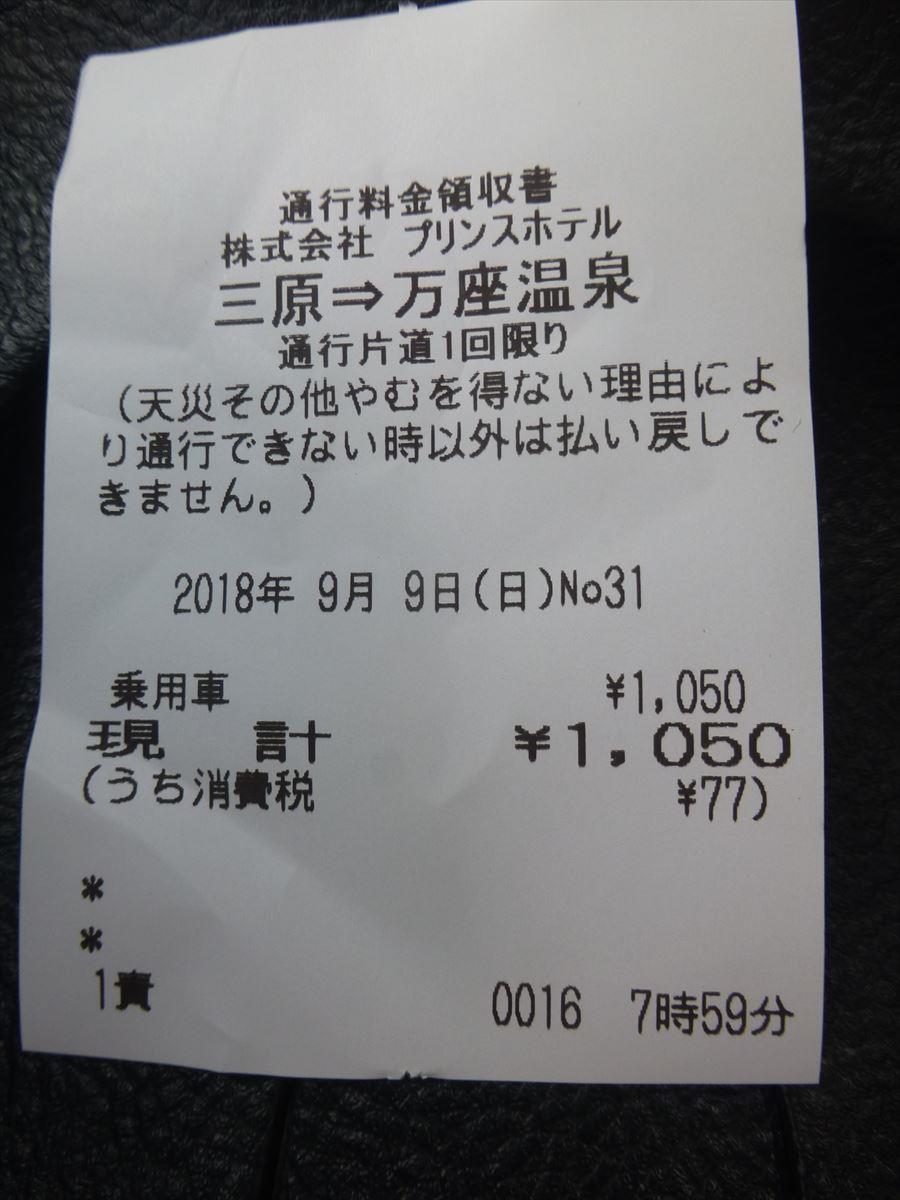 通行料金領収書
株式会社 プリンスホテル
三原⇒万座温泉
通行片道1回限り
(天災その他やむを得ない理由によ
り通行できない時以外は払い戻しで
きません。)
2018年 9月 9日(日)No31
乗用車 ¥1,050
現 計 ¥1,050
(うち消費税 ¥77)
*
*
1責 0016 7時59分